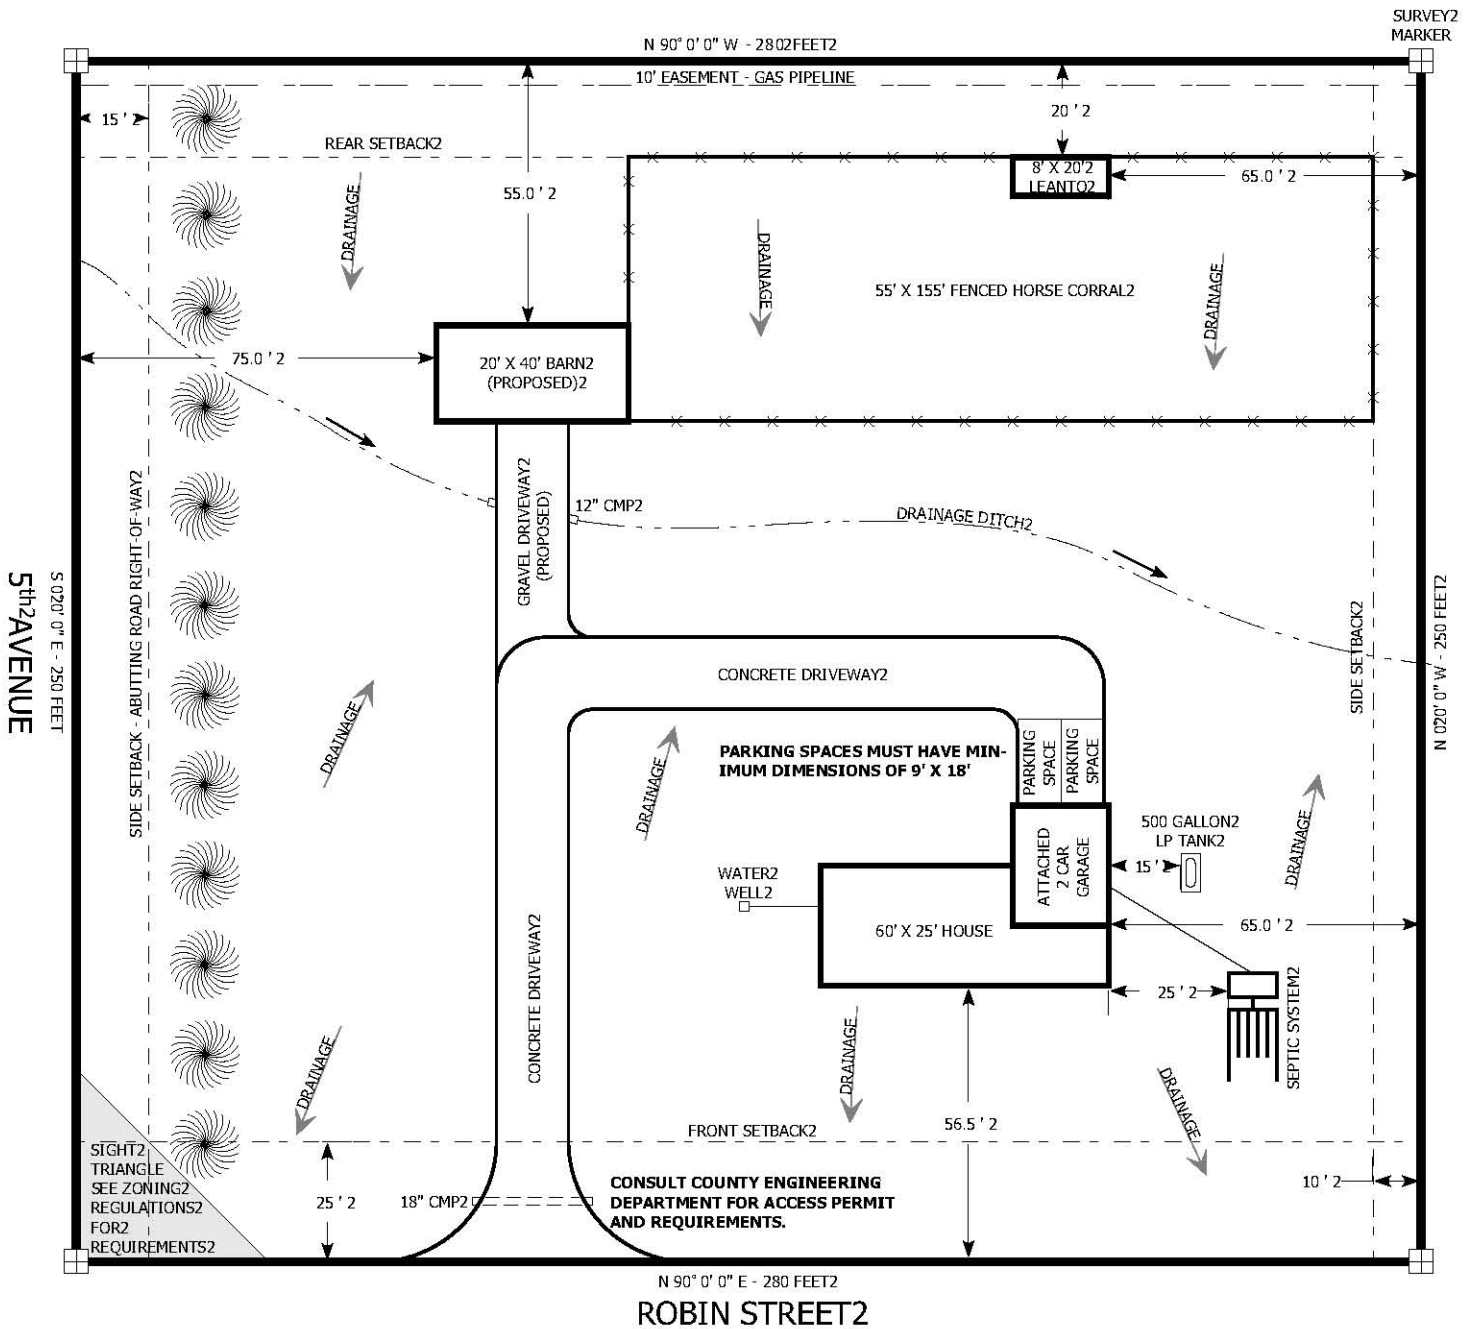 SURVEY2
MARKER
N 90° 0' 0" W - 2802FEET2
10' EASEMENT - GAS PIPELINE
15' 2
20 ' 2
REAR SETBACK2
8' X 20'2
LEANTO2
65.0 ' 2
55.0 ' 2
DRAINAGE
DRAINAGE
DRAINAGE
55' X 155' FENCED HORSE CORRAL2
75.0 ' 2
20' X 40' BARN2
(PROPOSED)2
GRAVEL DRIVEWAY2
(PROPOSED)
12" CMP2
DRAINAGE DITCH2
5th2AVENUE
S 020' 0" E - 250 FEET
SIDE SETBACK - ABUTTING ROAD RIGHT-OF-WAY2
SIDE SETBACK2
N 020' 0" W - 250 FEET2
CONCRETE DRIVEWAY2
DRAINAGE
DRAINAGE
PARKING SPACES MUST HAVE MIN-
IMUM DIMENSIONS OF 9' X 18'
PARKING
SPACE
PARKING
SPACE
500 GALLON2
LP TANK2
DRAINAGE
ATTACHED
2 CAR
GARAGE
15' 2
WATER2
WELL2
60' X 25' HOUSE
65.0 ' 2
CONCRETE DRIVEWAY2
25 ' 2
SEPTIC SYSTEM2
DRAINAGE
DRAINAGE
DRAINAGE
56.5 ' 2
FRONT SETBACK2
SIGHT2
TRIANGLE
SEE ZONING2
REGULATIONS2
FOR2
REQUIREMENTS2
25 ' 2
18" CMP2
CONSULT COUNTY ENGINEERING
DEPARTMENT FOR ACCESS PERMIT
AND REQUIREMENTS.
10 ' 2
N 90° 0' 0" E - 280 FEET2
ROBIN STREET2